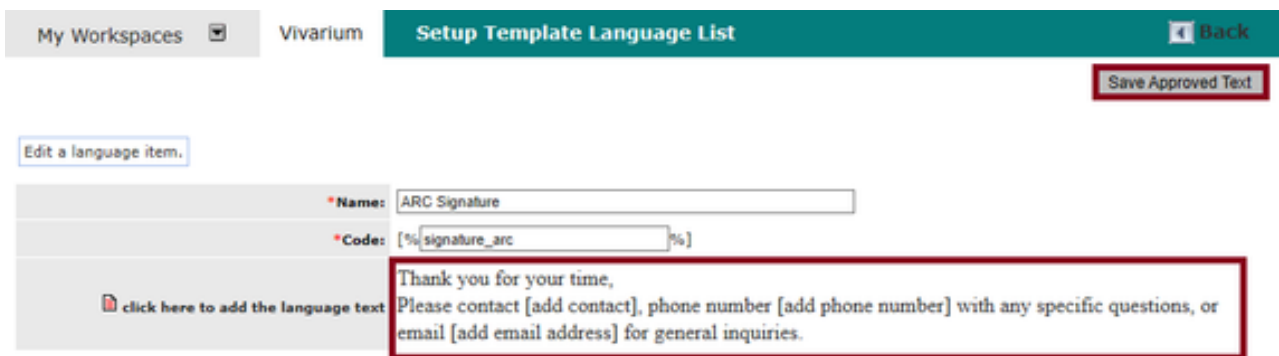 My Workspaces Vivarium Setup Template Language List Back
Save Approved Text
Edit a language item.
*Name: ARC Signature
*Code: [% signature_arc %]
click here to add the language text
Thank you for your time,
Please contact [add contact], phone number [add phone number] with any specific questions, or
email [add email address] for general inquiries.